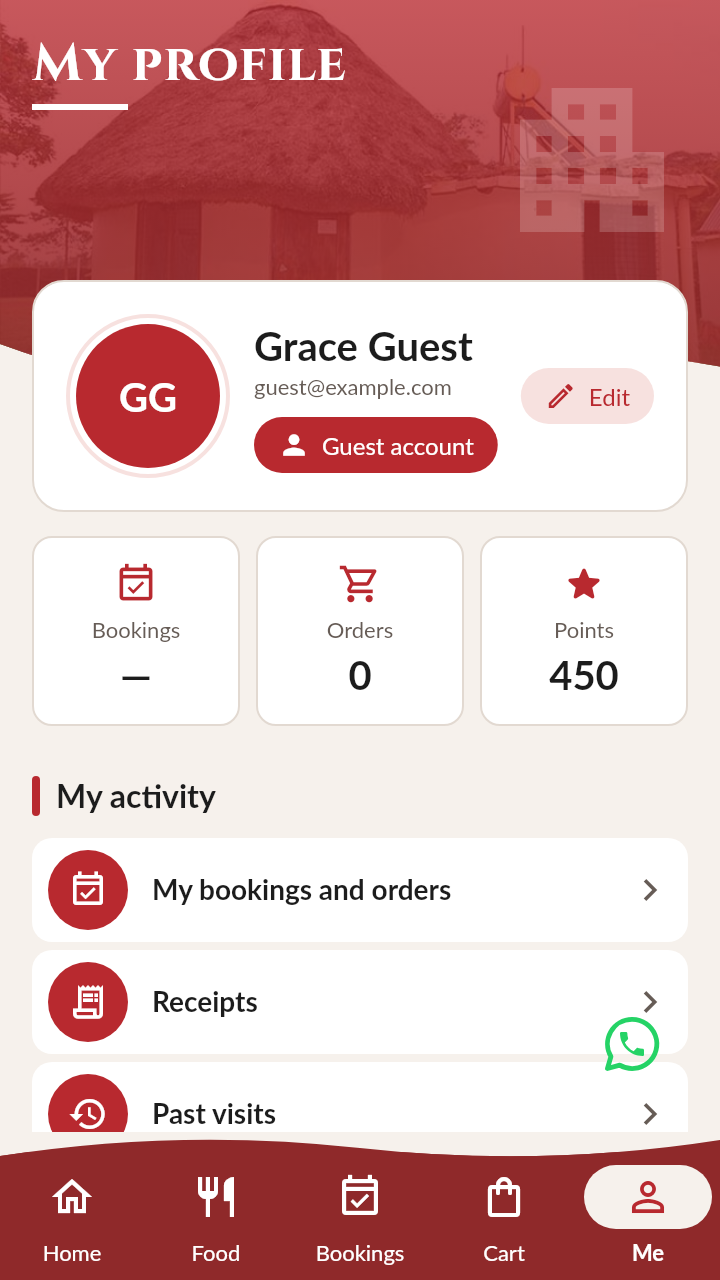 My profile
GG
Grace Guest
guest@example.com
Guest account
Edit
Bookings
–
Orders
0
Points
450
My activity
My bookings and orders
Receipts
Past visits
Home
Food
Bookings
Cart
Me